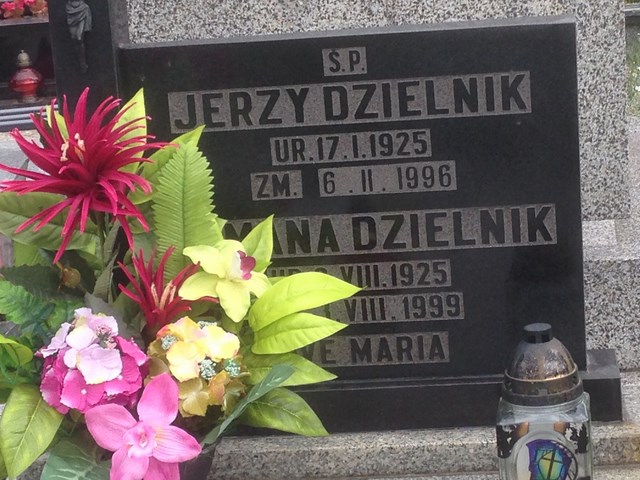 Ś.P.
JERZY DZIELNIK
UR. 17. I. 1925
ZM. 6. II. 1996
DZIELNIK
VIII. 1925
VIII. 1999
MARIA